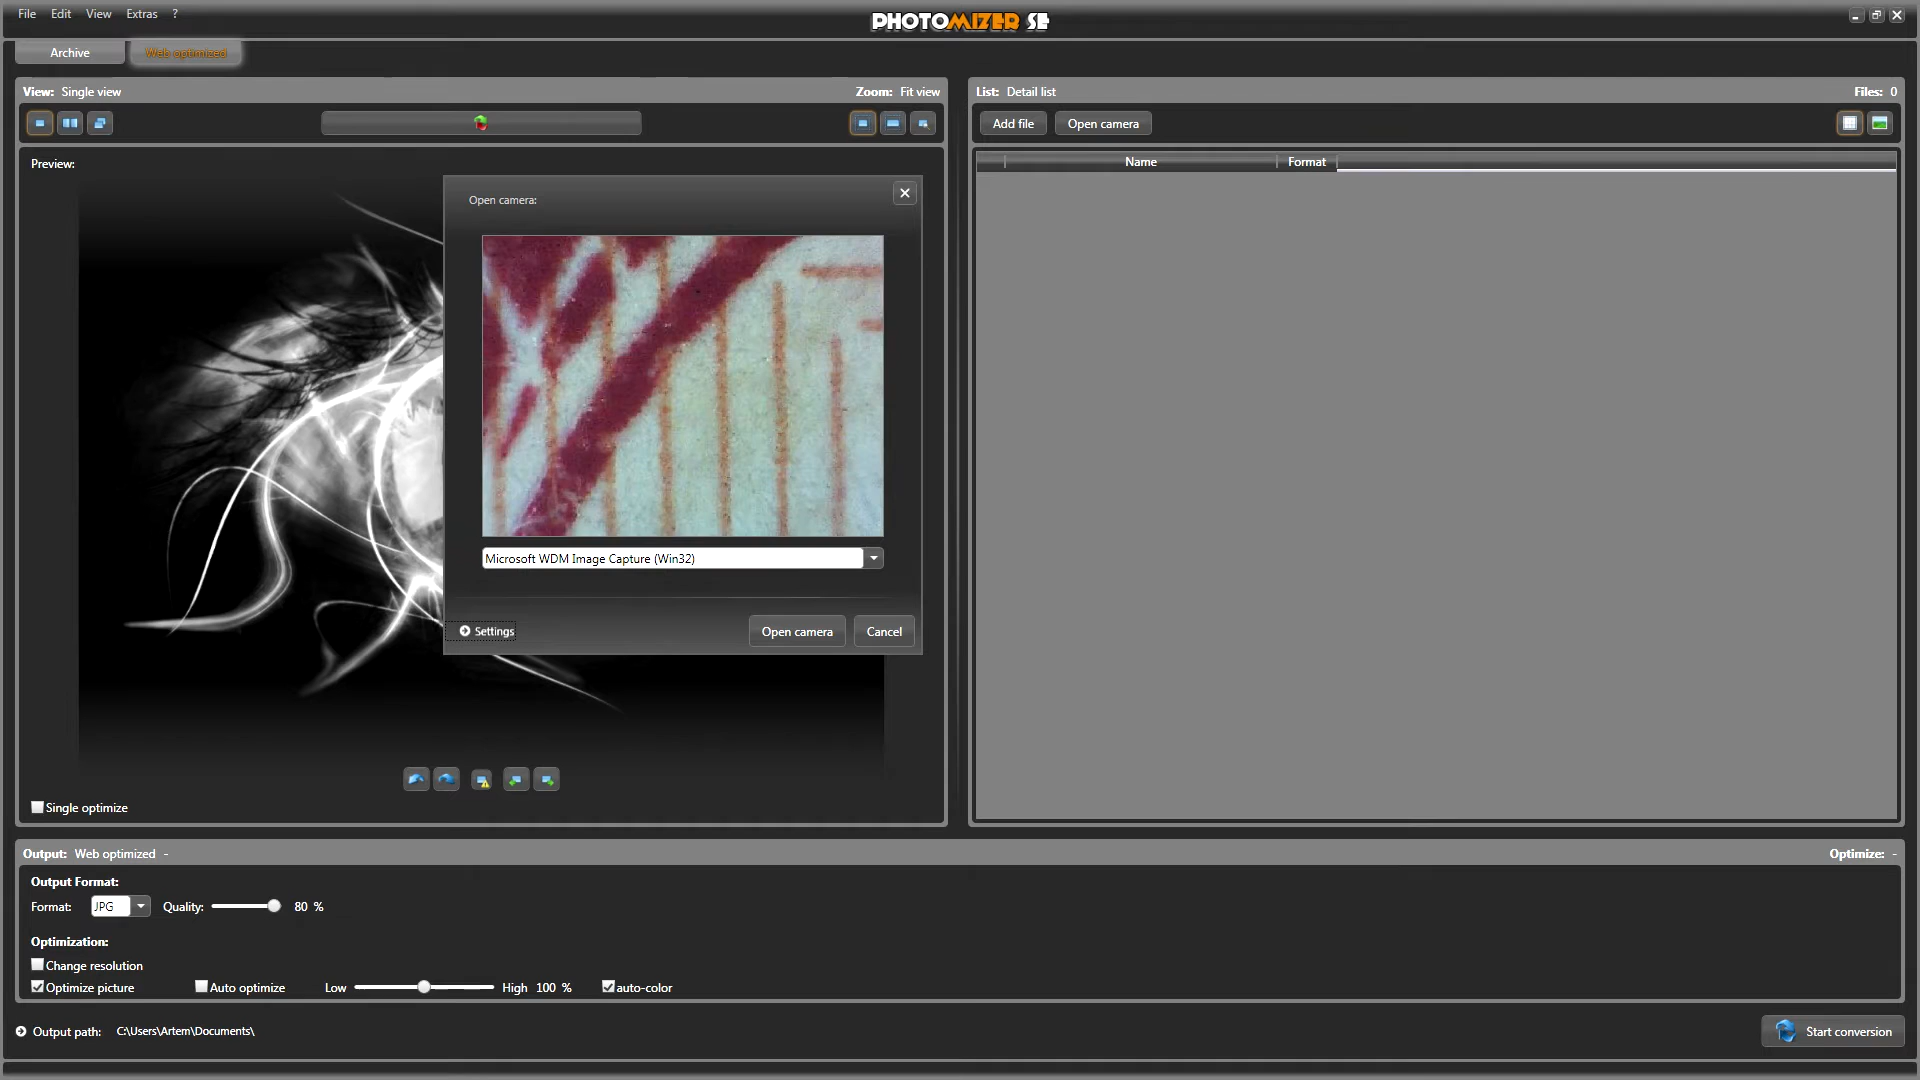 File Edit View Extras ?
PHOTOMIZER SE
Archive
Web optimized
View: Single view
Zoom: Fit view
List: Detail list
Files: 0
Add file
Open camera
Preview:
Name
Format
Open camera:
Microsoft WDM Image Capture (Win32)
Settings
Open camera
Cancel
Single optimize
Output: Web optimized -
Optimize: -
Output Format:
Format: JPG Quality: 80 %
Optimization:
Change resolution
Optimize picture Auto optimize Low High 100 % auto-color
Output path: C:\Users\Artem\Documents\
Start conversion